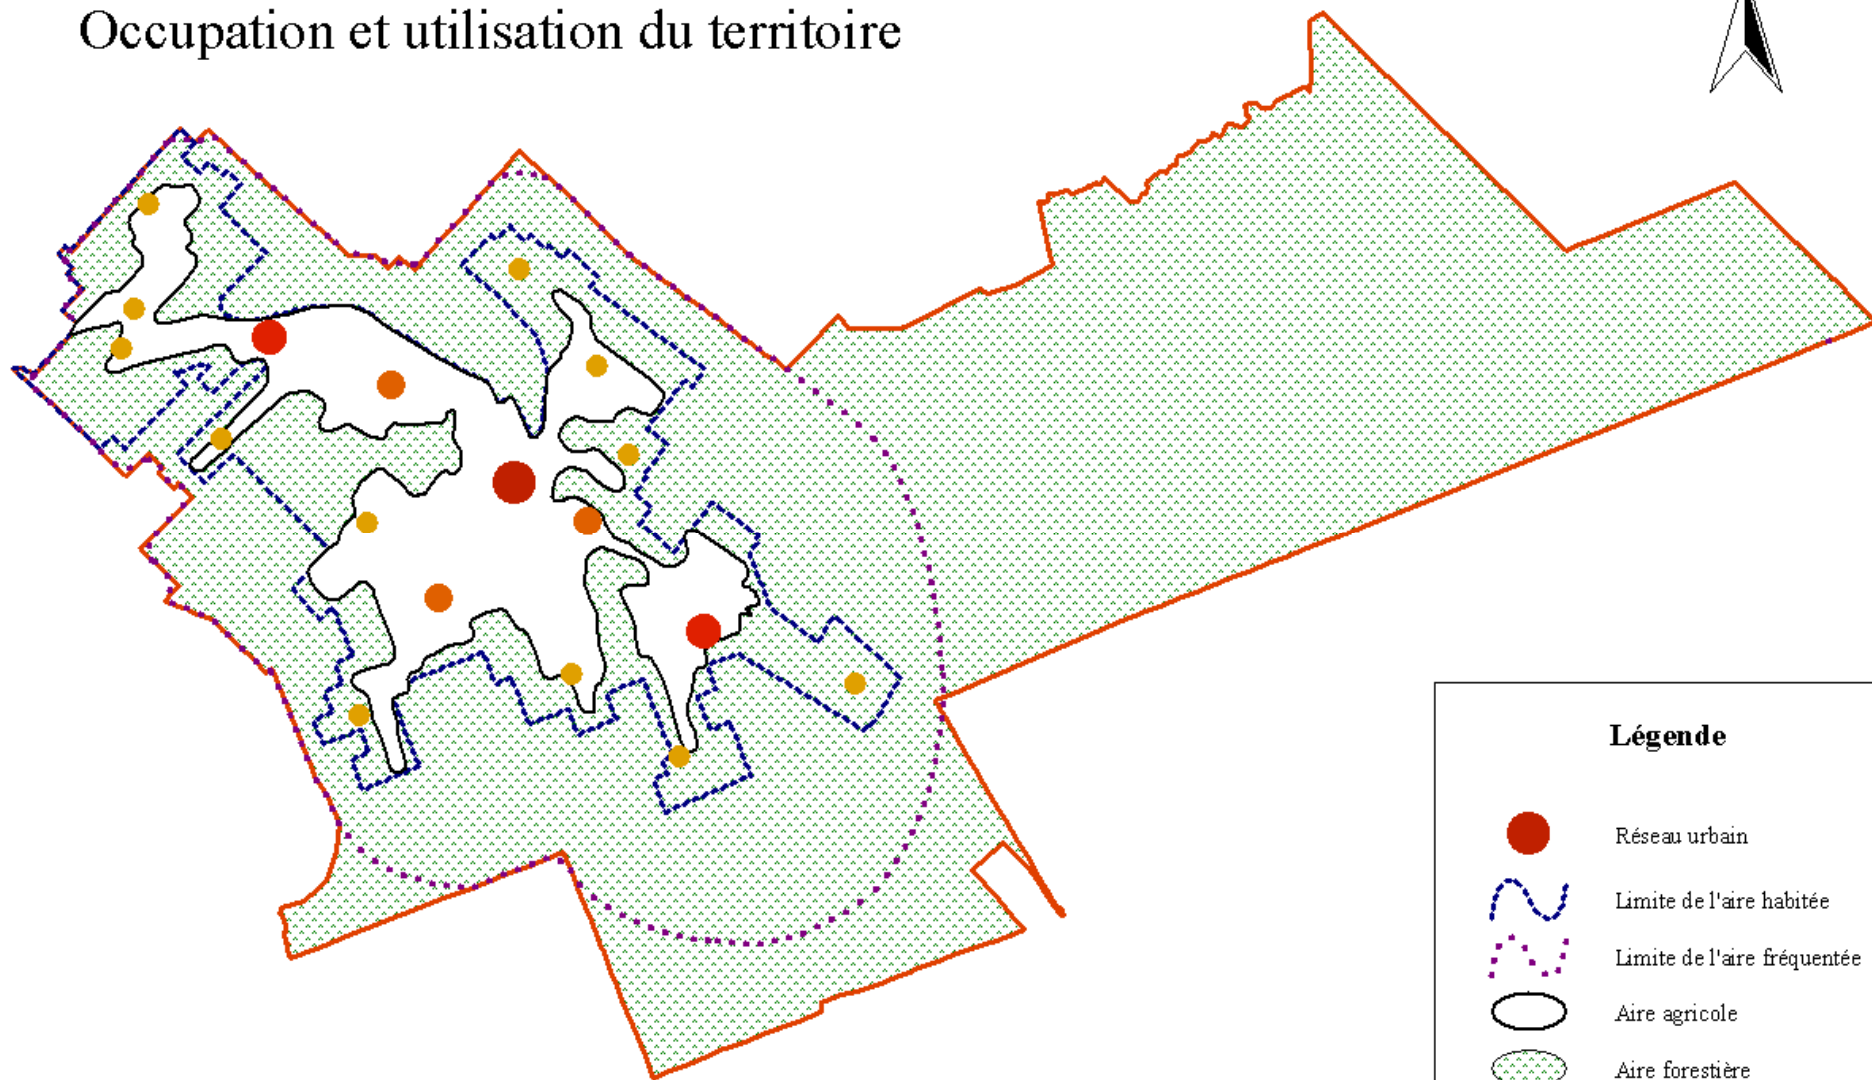 Occupation et utilisation du territoire
Légende
Réseau urbain
Limite de l'aire habitée
Limite de l'aire fréquentée
Aire agricole
Aire forestière